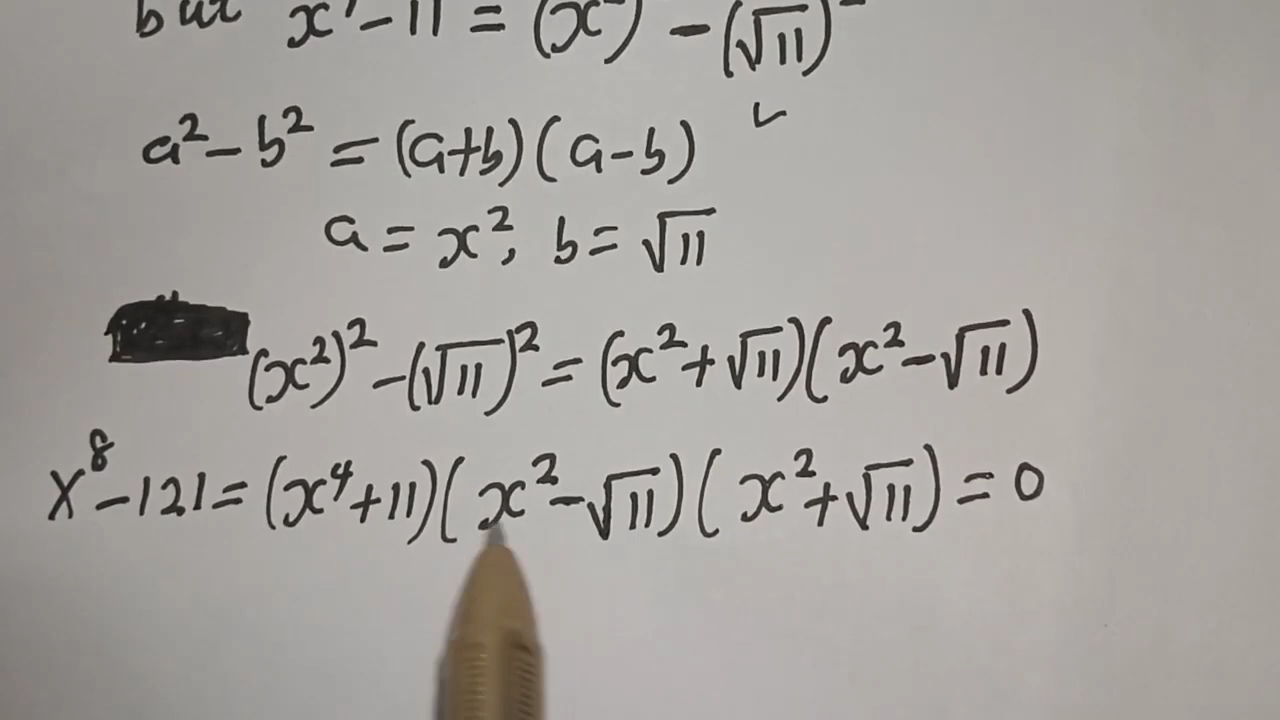 but x⁴ - 11 = (x²)² - (√11)²
a² - b² = (a+b)(a-b) ✓
a = x², b = √11
(x²)² - (√11)² = (x² + √11)(x² - √11)
x⁸ - 121 = (x⁴ + 11)(x² - √11)(x² + √11) = 0